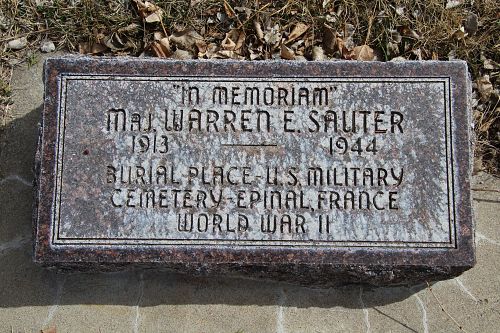 "IN MEMORIAM"
MAJ. WARREN E. SAUTER
1913 — 1944
BURIAL PLACE-U.S. MILITARY
CEMETERY-EPINAL, FRANCE
WORLD WAR II